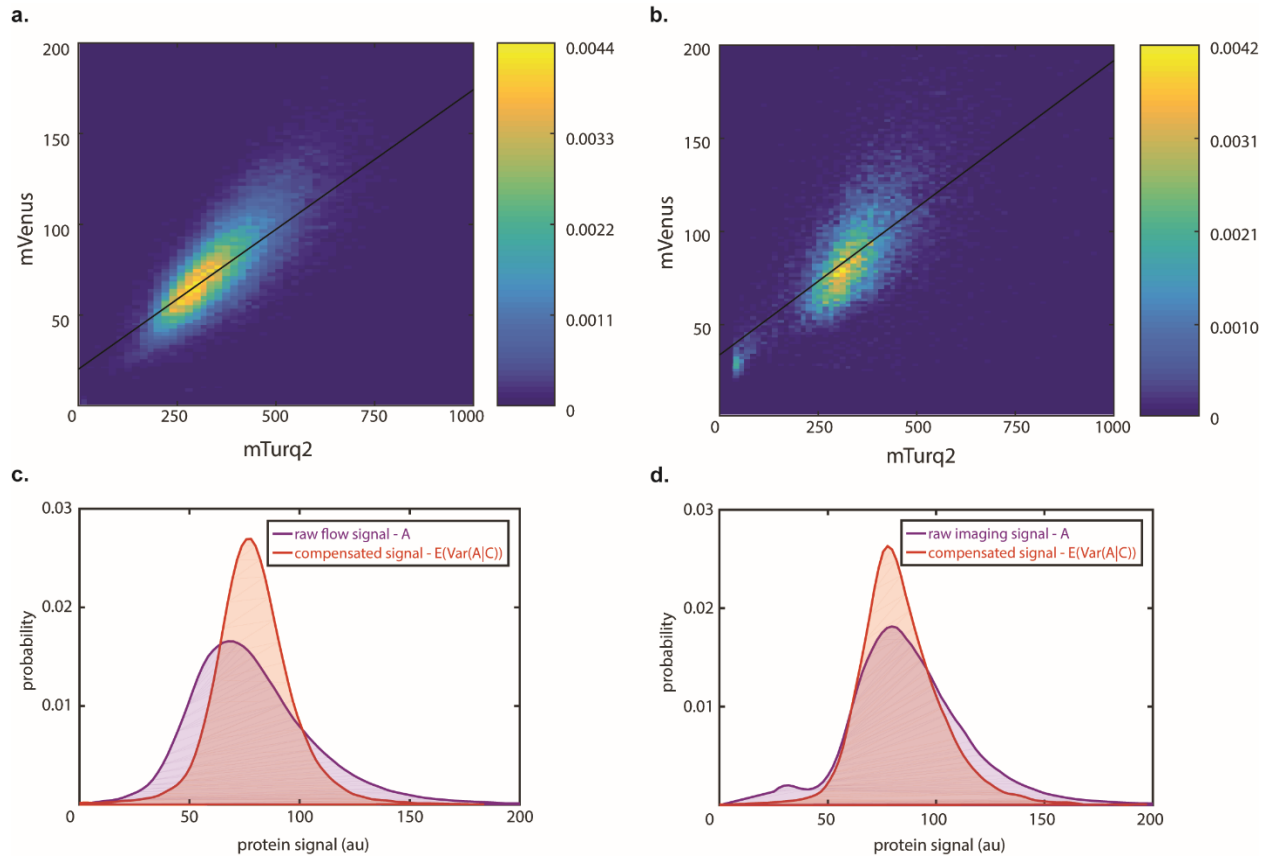 a.
200
150
100
50
mVenus
0
250
500
750
1000
mTurq2
0.0044
0.0033
0.0022
0.0011
0
b.
200
150
100
50
mVenus
0
250
500
750
1000
mTurq2
0.0042
0.0031
0.0021
0.0010
0
c.
0.03
0.02
0.01
0.00
probability
raw flow signal - A
compensated signal - E(Var(A|C))
0
50
100
150
200
protein signal (au)
d.
0.03
0.02
0.01
0.00
probability
raw imaging signal - A
compensated signal - E(Var(A|C))
0
50
100
150
200
protein signal (au)